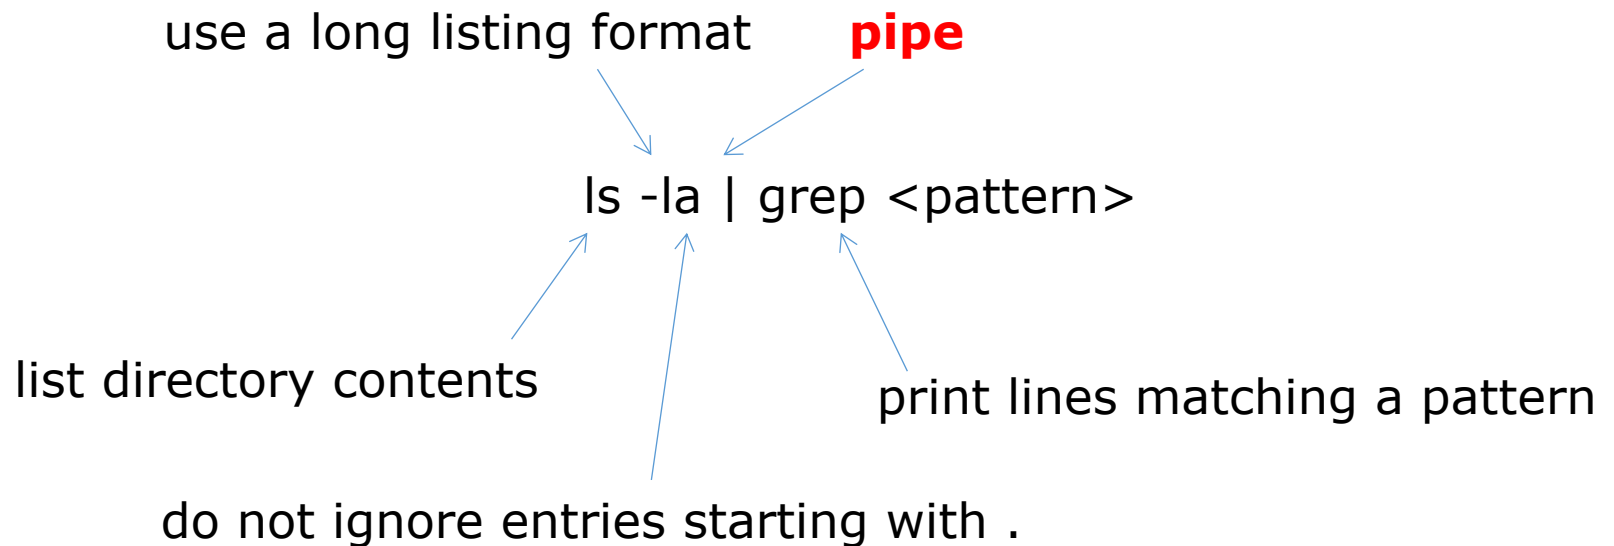 use a long listing format pipe
ls -la | grep <pattern>
list directory contents
print lines matching a pattern
do not ignore entries starting with .